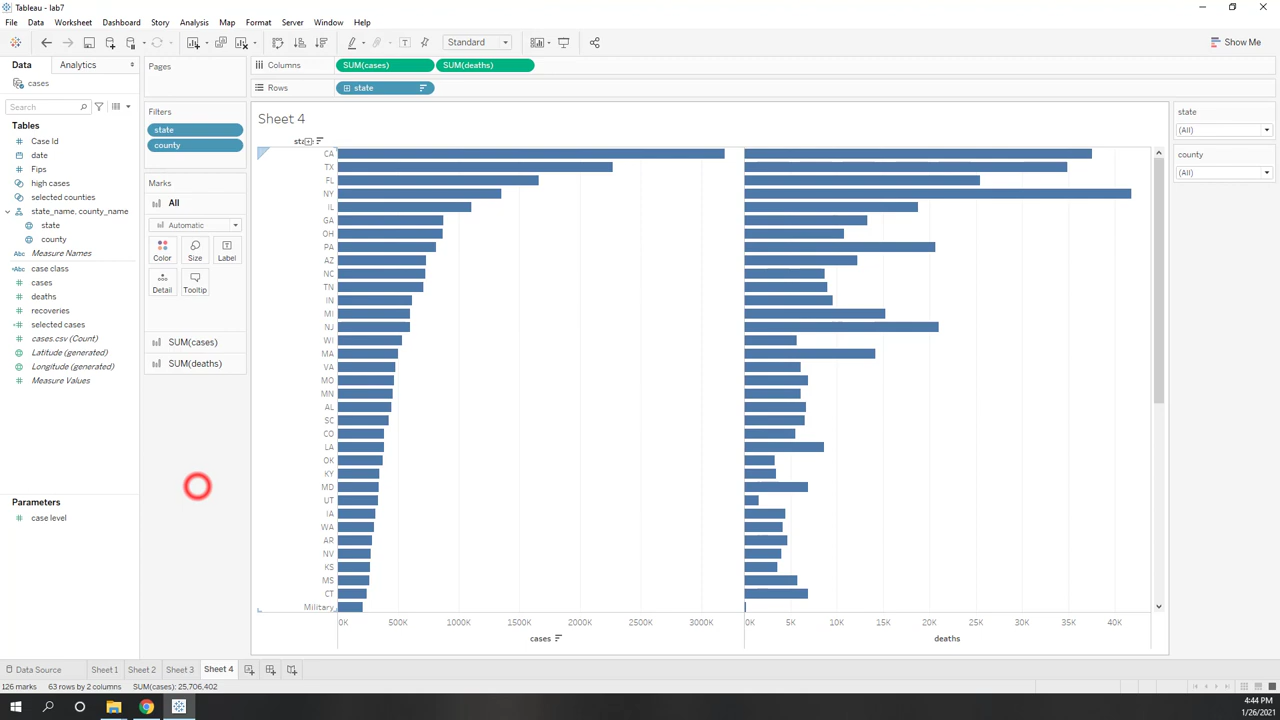 Tableau - lab7
File Data Worksheet Dashboard Story Analysis Map Format Server Window Help
Standard
Show Me
Data Analytics
cases
Search
Tables
Case Id
date
Fips
high cases
selected counties
state_name, county_name
state
county
Abc Measure Names
Abc case class
cases
deaths
recoveries
selected cases
cases.csv (Count)
Latitude (generated)
Longitude (generated)
Measure Values
Parameters
case level
Pages
Filters
state
county
Marks
All
Automatic
Color Size Label
Detail Tooltip
SUM(cases)
SUM(deaths)
Columns SUM(cases) SUM(deaths)
Rows state
Sheet 4
CA
TX
FL
NY
IL
GA
OH
PA
AZ
NC
TN
IN
MI
NJ
WI
MA
VA
MO
MN
AL
SC
CO
LA
OK
KY
MD
UT
IA
WA
AR
NV
KS
MS
CT
Military
0K 500K 1000K 1500K 2000K 2500K 3000K
cases
0K 5K 10K 15K 20K 25K 30K 35K 40K
deaths
state
(All)
county
(All)
Data Source Sheet 1 Sheet 2 Sheet 3 Sheet 4
126 marks 63 rows by 2 columns SUM(cases): 25,706,402
4:44 PM
1/26/2021